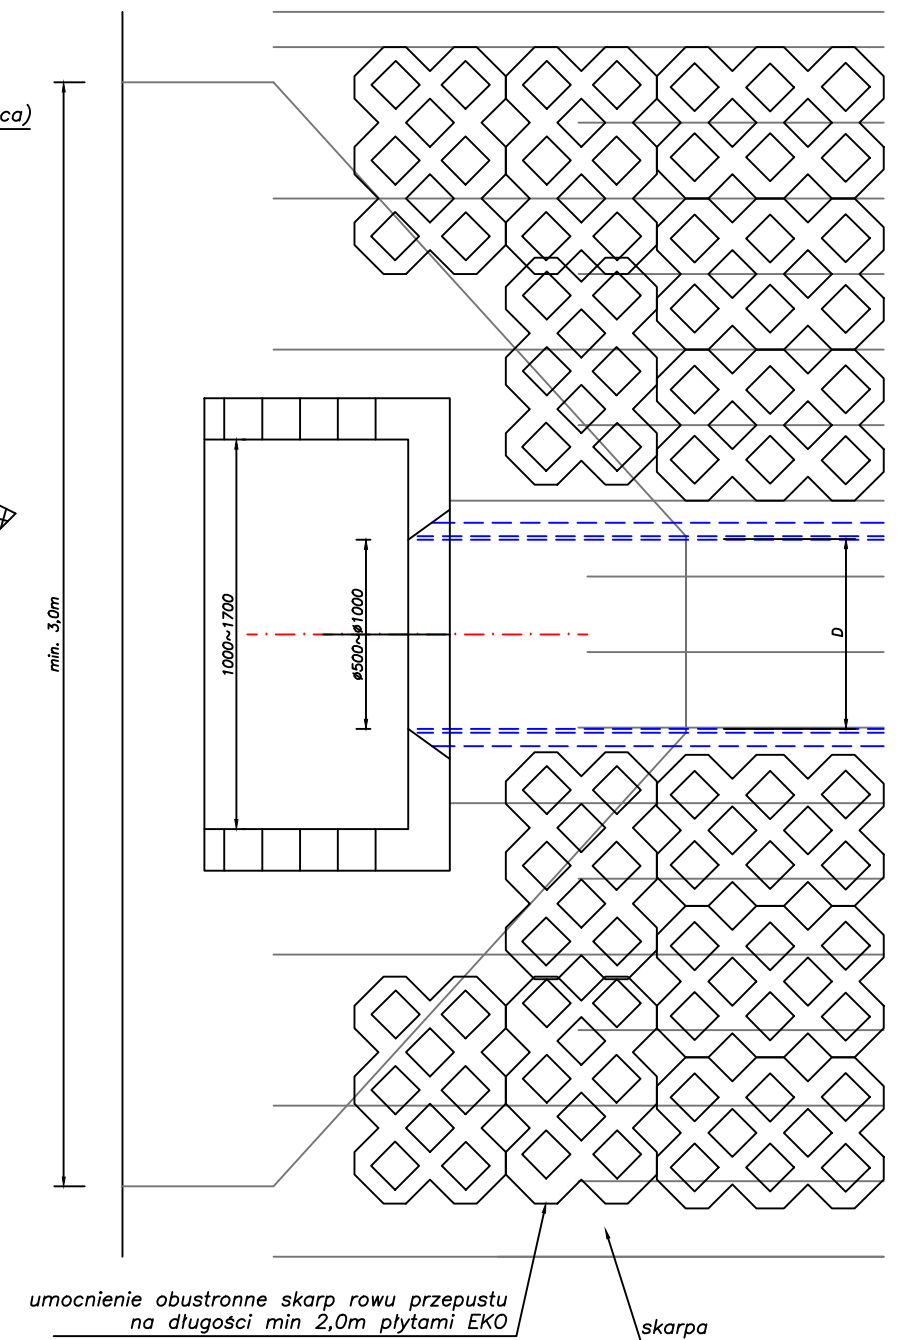 ca)
min. 3,0m
1000~1700
ø500~ø1000
D
umocnienie obustronne skarp rowu przepustu
na długości min 2,0m płytami EKO
skarpa